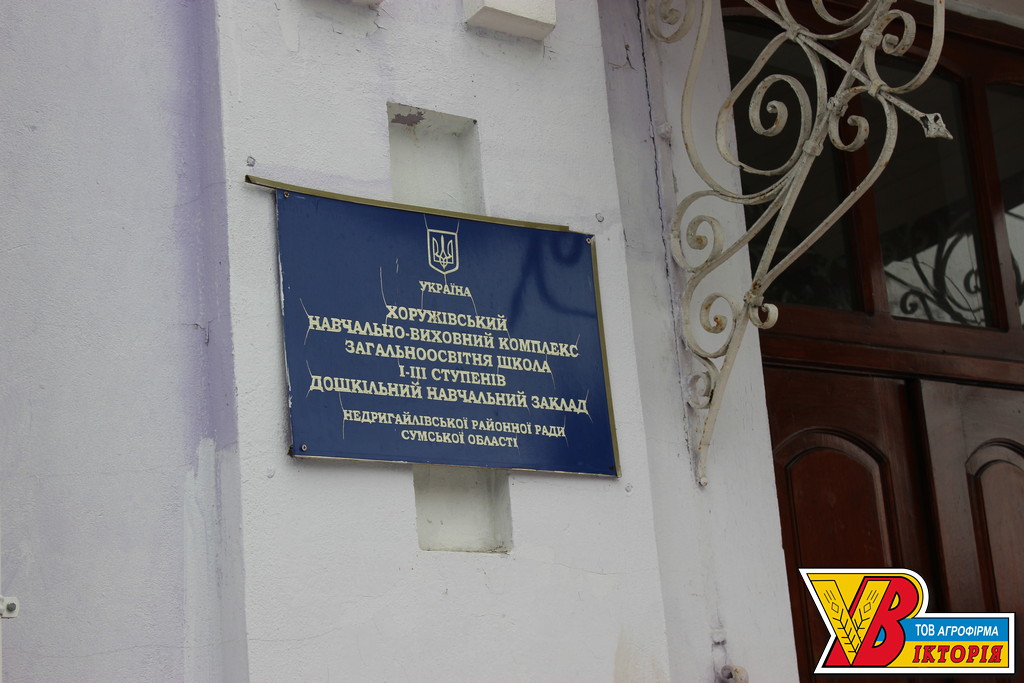 УКРАЇНА
ХОРУЖІВСЬКИЙ
НАВЧАЛЬНО-ВИХОВНИЙ КОМПЛЕКС
ЗАГАЛЬНООСВІТНЯ ШКОЛА
І-ІІІ СТУПЕНІВ
ДОШКІЛЬНИЙ НАВЧАЛЬНИЙ ЗАКЛАД
НЕДРИГАЙЛІВСЬКОЇ РАЙОННОЇ РАДИ
СУМСЬКОЇ ОБЛАСТІ
ТОВ АГРОФІРМА
ВІКТОРІЯ